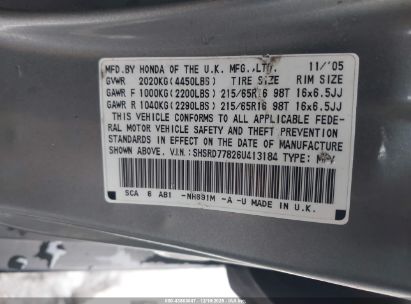 MFD.BY HONDA OF THE U.K. MFG.,LTD. 11/'05
GVWR 2020KG(4450LBS) TIRE SIZE RIM SIZE
GAWR F 1000KG(2200LBS) 215/65R16 98T 16x6.5JJ
GAWR R 1040KG(2290LBS) 215/65R16 98T 16x6.5JJ
THIS VEHICLE CONFORMS TO ALL APPLICABLE FEDE-
RAL MOTOR VEHICLE SAFETY AND THEFT PREVENTION
STANDARDS IN EFFECT ON THE DATE OF MANUFACTURE
SHOWN ABOVE. V.I.N.:SHSRD77826U413184 TYPE: MPV
SCA 6 AB1 -NH691M -A -U MADE IN U.K.